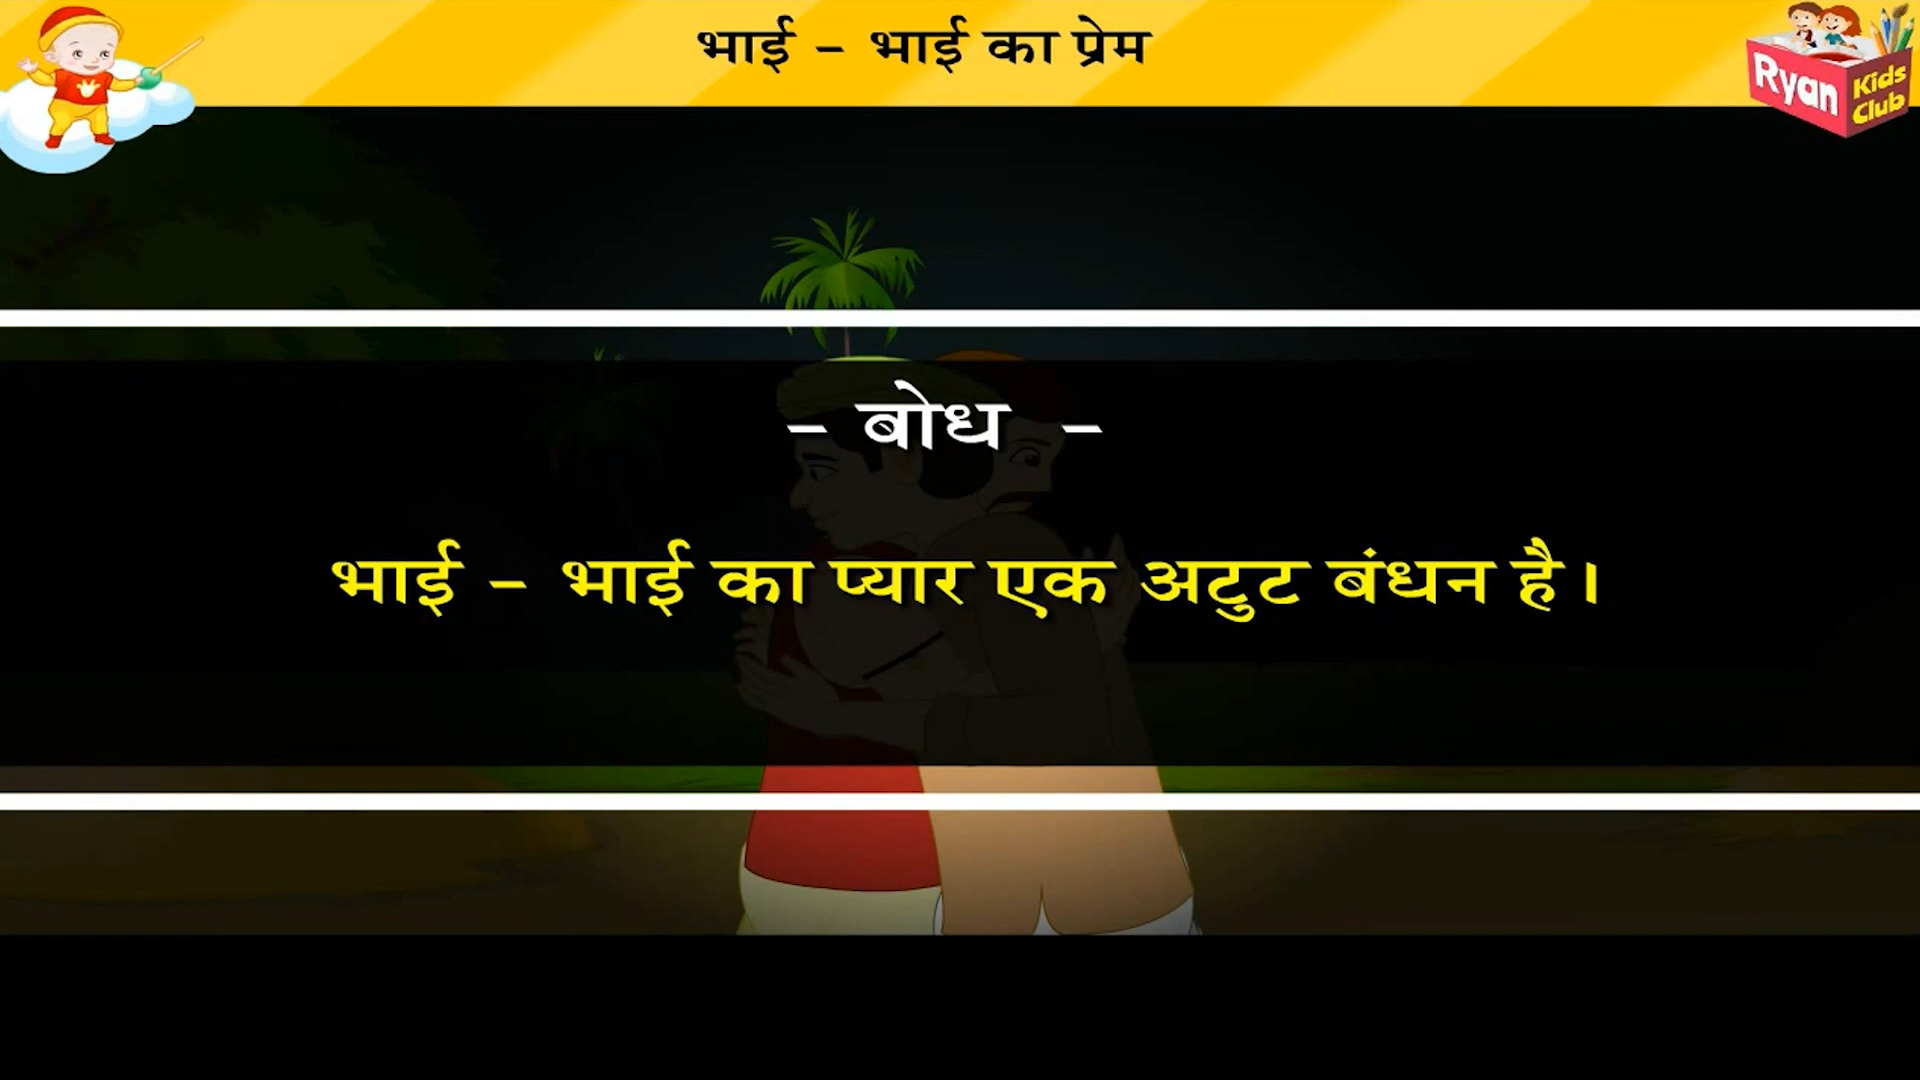 भाई – भाई का प्रेम
Ryan
Kids
Club
– बोध –
भाई – भाई का प्यार एक अटुट बंधन है।